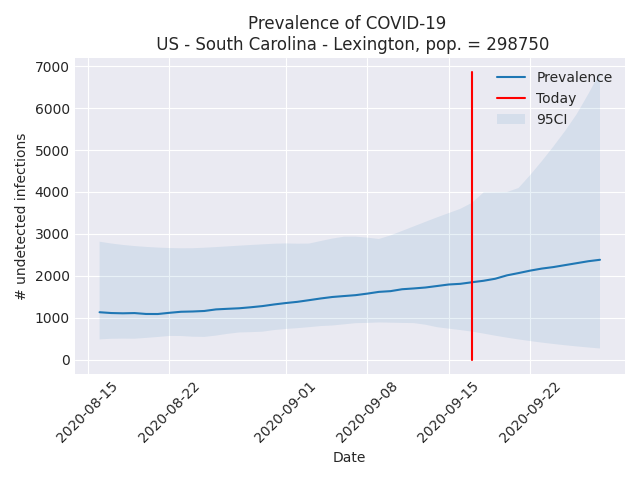 Prevalence of COVID-19
US - South Carolina - Lexington, pop. = 298750
# undetected infections
7000
6000
5000
4000
3000
2000
1000
0
Prevalence
Today
95CI
2020-08-15
2020-08-22
2020-09-01
2020-09-08
2020-09-15
2020-09-22
Date